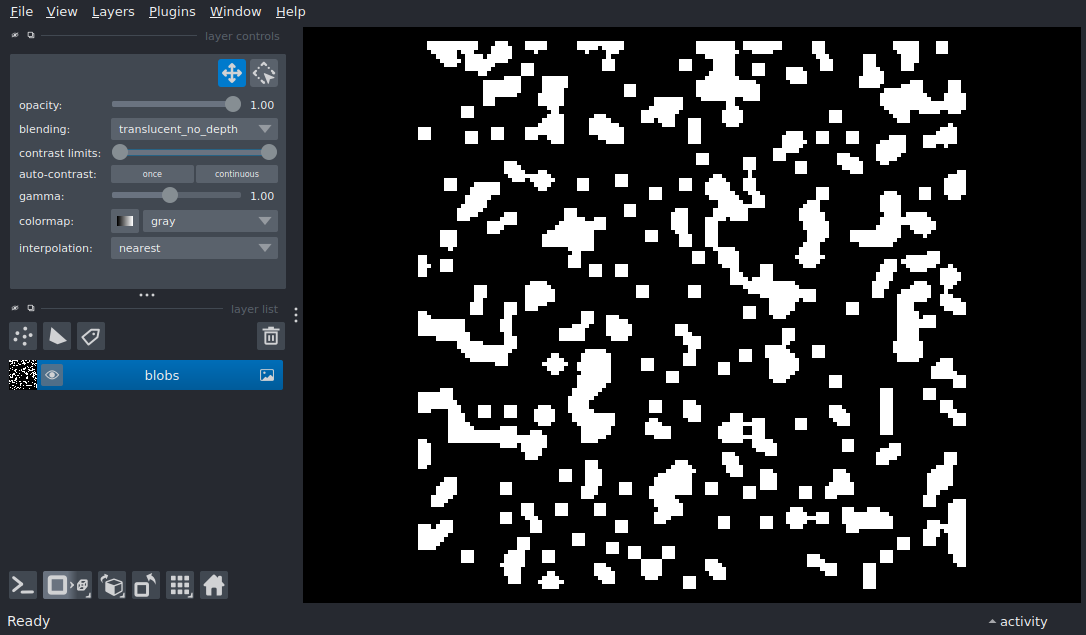 File View Layers Plugins Window Help
layer controls
opacity: 1.00
blending: translucent_no_depth
contrast limits:
auto-contrast: once continuous
gamma: 1.00
colormap: gray
interpolation: nearest
layer list
blobs
Ready
activity